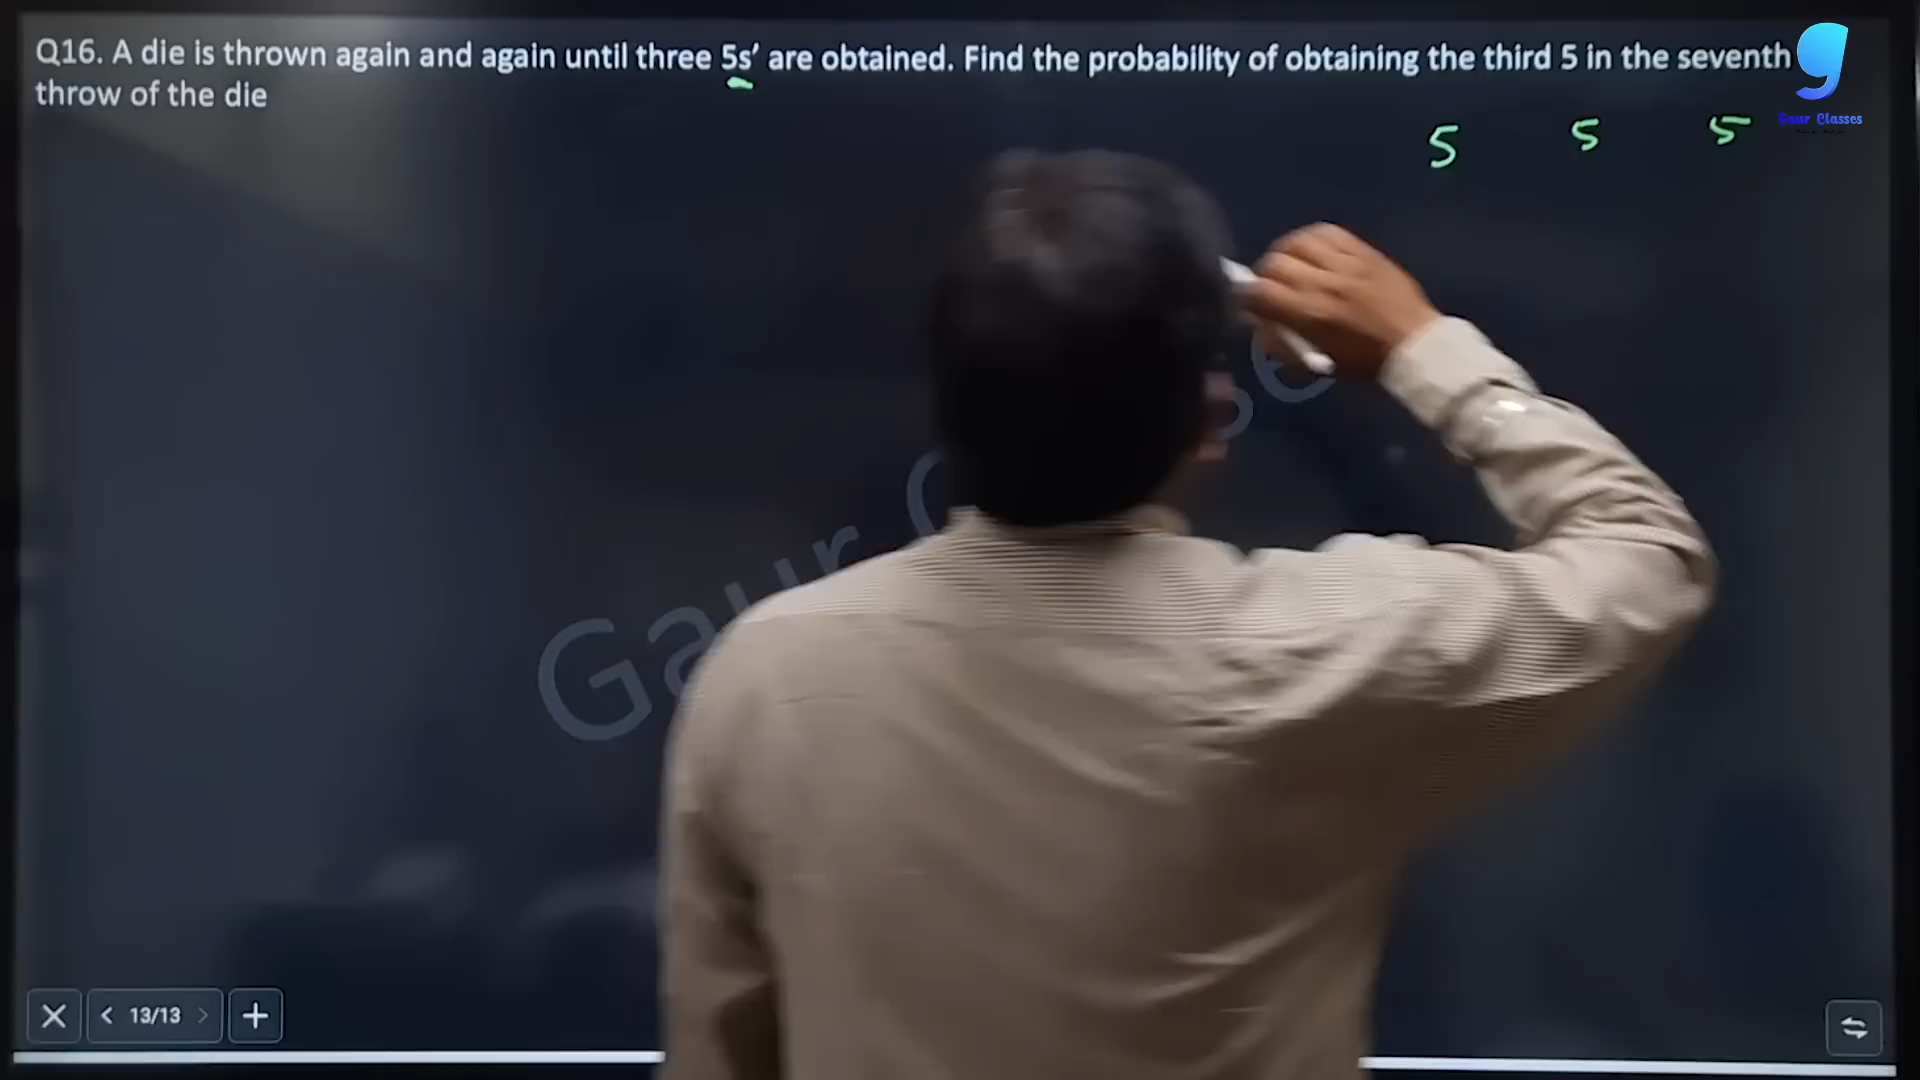 Q16. A die is thrown again and again until three 5s’ are obtained. Find the probability of obtaining the third 5 in the seventh
throw of the die
Gaur Classes
5 5 5
Gaur
13/13